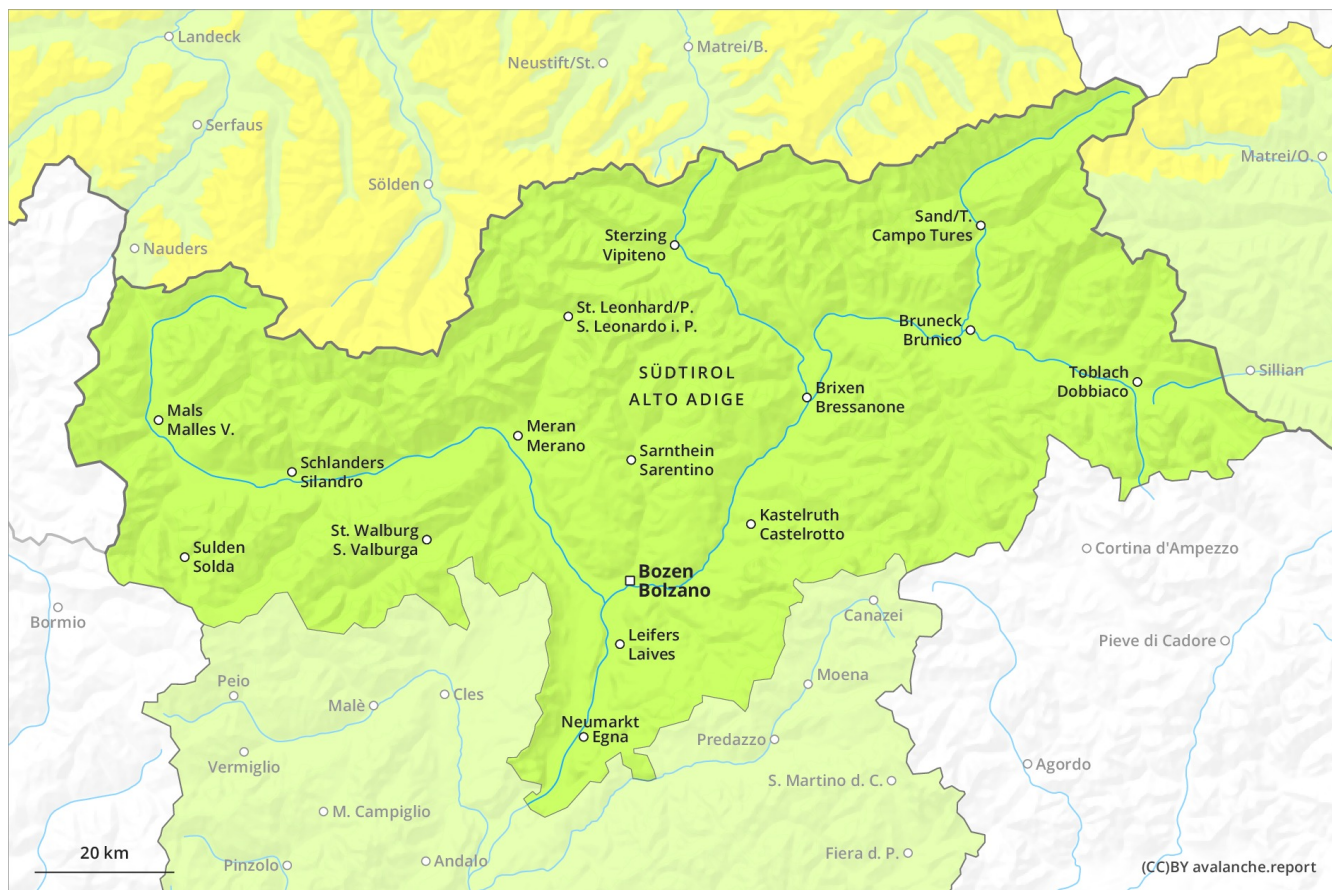 Landeck
Matrei/B.
Neustift/St.
Serfaus
Matrei/O.
Sölden
Sand/T.
Campo Tures
Sterzing
Vipiteno
Nauders
St. Leonhard/P.
S. Leonardo i. P.
Bruneck
Brunico
SÜDTIROL
ALTO ADIGE
Toblach
Dobbiaco
Sillian
Brixen
Bressanone
Mals
Malles V.
Meran
Merano
Sarnthein
Sarentino
Schlanders
Silandro
Kastelruth
Castelrotto
St. Walburg
S. Valburga
Sulden
Solda
Cortina d'Ampezzo
Bozen
Bolzano
Bormio
Canazei
Leifers
Laives
Pieve di Cadore
Peio
Moena
Malè
Cles
Neumarkt
Egna
Predazzo
Vermiglio
Agordo
S. Martino d. C.
M. Campiglio
20 km
Pinzolo
Andalo
Fiera d. P.
(CC)BY avalanche.report